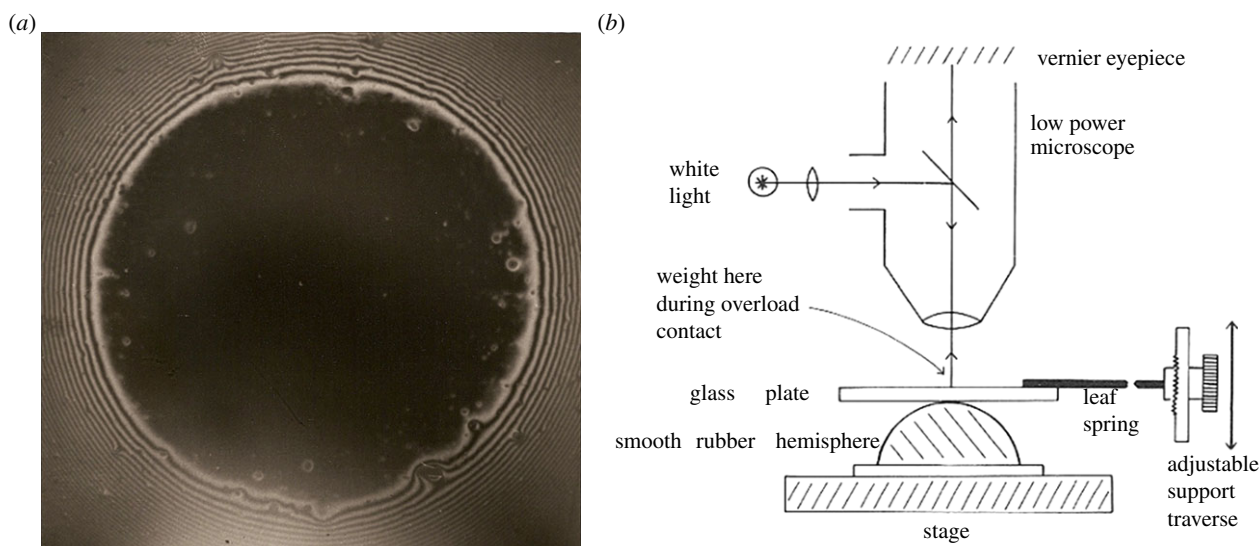 (a)
(b)
vernier eyepiece
low power
microscope
white
light
weight here
during overload
contact
glass plate
leaf
spring
smooth rubber hemisphere
adjustable
support
traverse
stage